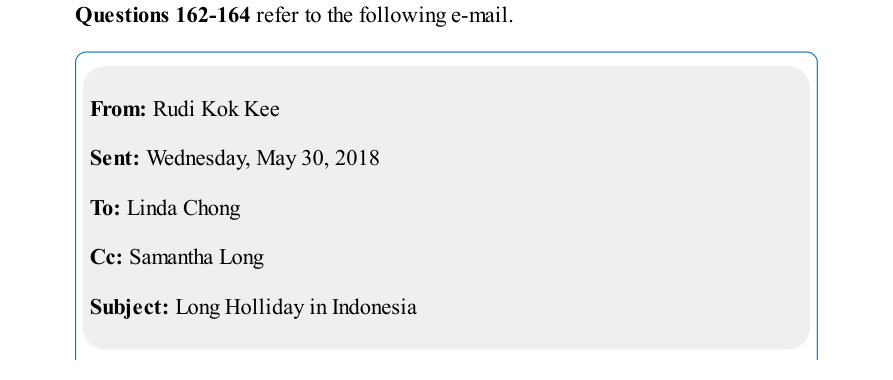 Questions 162-164 refer to the following e-mail.
From: Rudi Kok Kee
Sent: Wednesday, May 30, 2018
To: Linda Chong
Cc: Samantha Long
Subject: Long Holliday in Indonesia